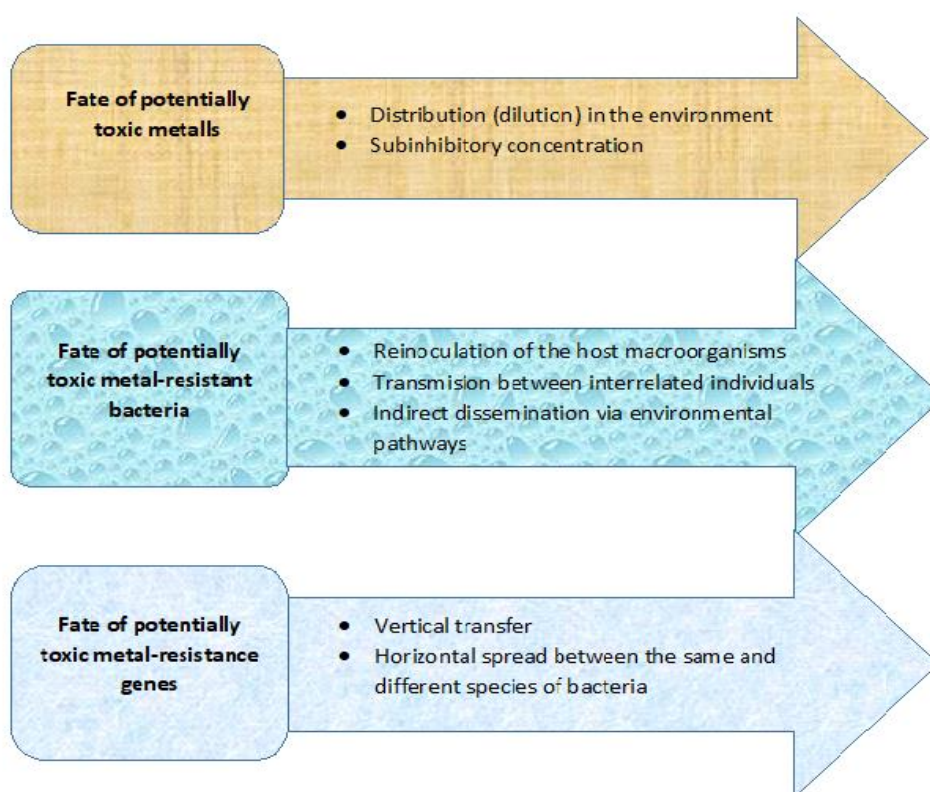 Fate of potentially
toxic metalls
• Distribution (dilution) in the environment
• Subinhibitory concentration
Fate of potentially
toxic metal-resistant
bacteria
• Reinoculation of the host macroorganisms
• Transmision between interrelated individuals
• Indirect dissemination via environmental
pathways
Fate of potentially
toxic metal-resistance
genes
• Vertical transfer
• Horizontal spread between the same and
different species of bacteria